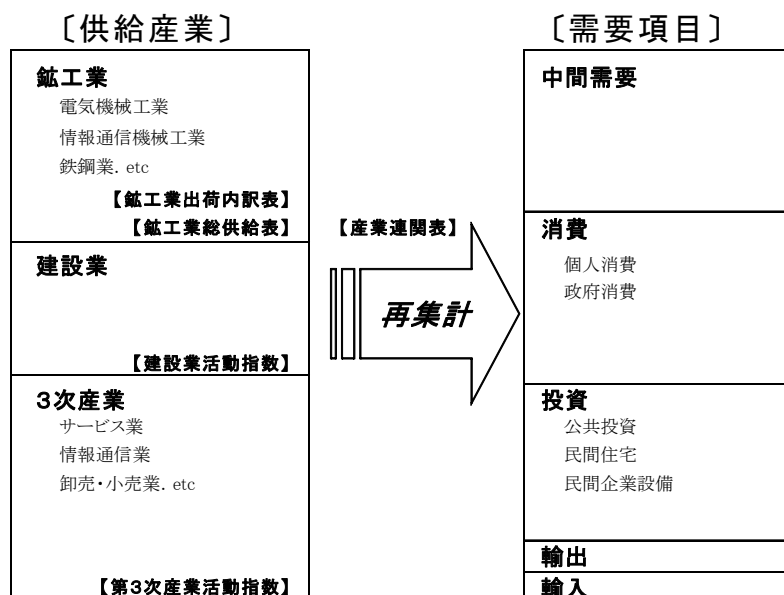 〔供給産業〕
鉱工業
電気機械工業
情報通信機械工業
鉄鋼業. etc
【鉱工業出荷内訳表】
【鉱工業総供給表】
建設業
【建設業活動指数】
3次産業
サービス業
情報通信業
卸売・小売業. etc
【第3次産業活動指数】
【産業連関表】
再集計
〔需要項目〕
中間需要
消費
個人消費
政府消費
投資
公共投資
民間住宅
民間企業設備
輸出
輸入